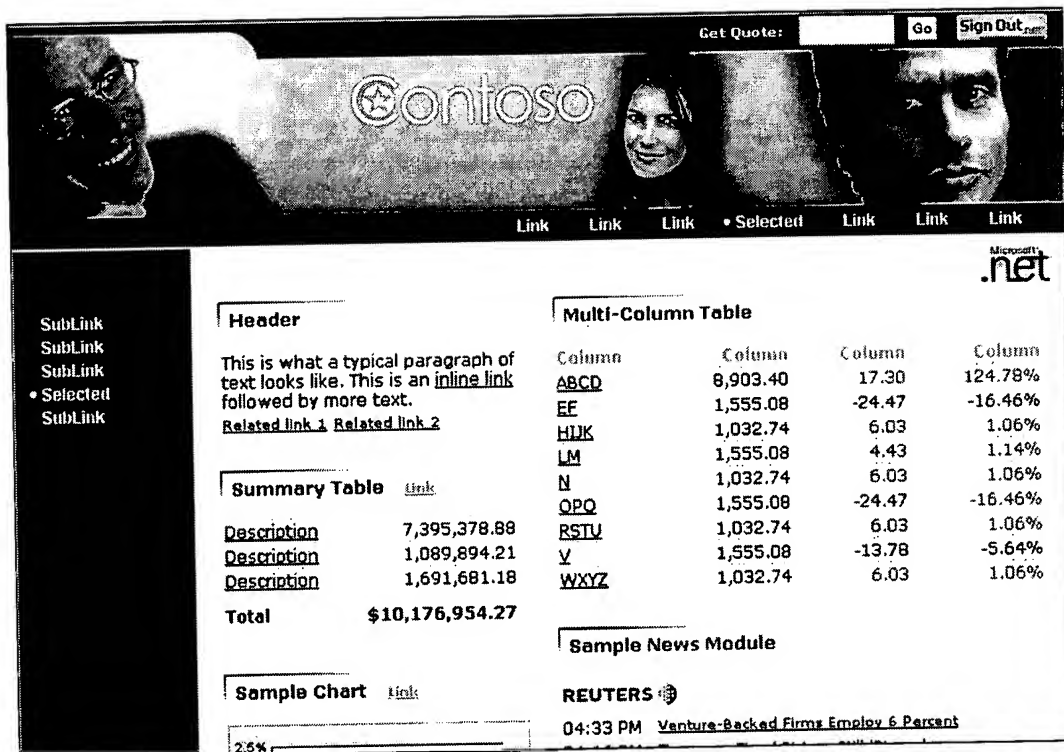 Get Quote: Go Sign Out.net
Contoso
Link Link Link • Selected Link Link Link
Microsoft
.net
SubLink
SubLink
SubLink
• Selected
SubLink
Header
This is what a typical paragraph of
text looks like. This is an inline link
followed by more text.
Related link 1 Related link 2
Summary Table Link
Description 7,395,378.88
Description 1,089,894.21
Description 1,691,681.18
Total $10,176,954.27
Sample Chart Link
2.5%
Multi-Column Table
Column Column Column Column
ABCD 8,903.40 17.30 124.78%
EF 1,555.08 -24.47 -16.46%
HIJK 1,032.74 6.03 1.06%
LM 1,555.08 4.43 1.14%
N 1,032.74 6.03 1.06%
OPQ 1,555.08 -24.47 -16.46%
RSTU 1,032.74 6.03 1.06%
V 1,555.08 -13.78 -5.64%
WXYZ 1,032.74 6.03 1.06%
Sample News Module
REUTERS
04:33 PM Venture-Backed Firms Employ 6 Percent